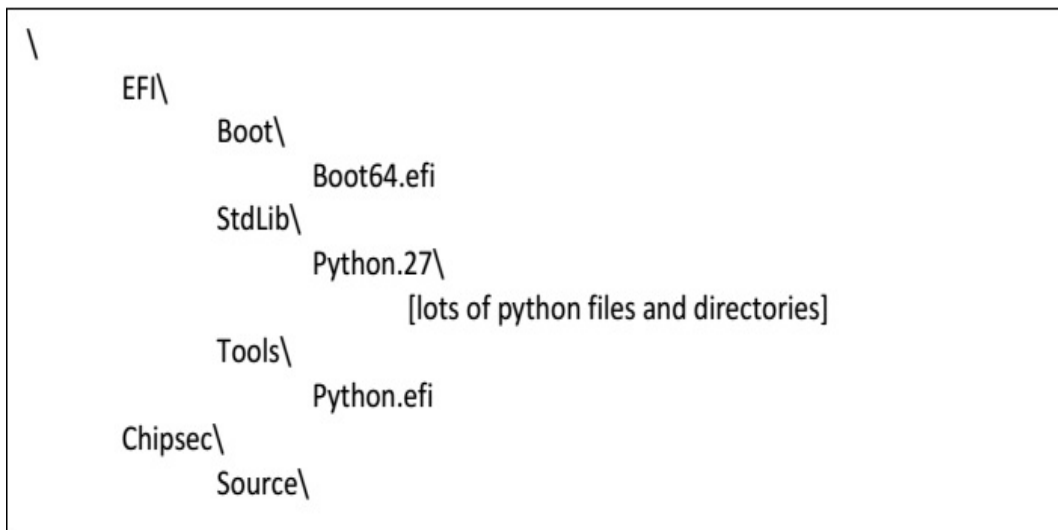 \
EFI\
Boot\
Boot64.efi
StdLib\
Python.27\
[lots of python files and directories]
Tools\
Python.efi
Chipsec\
Source\